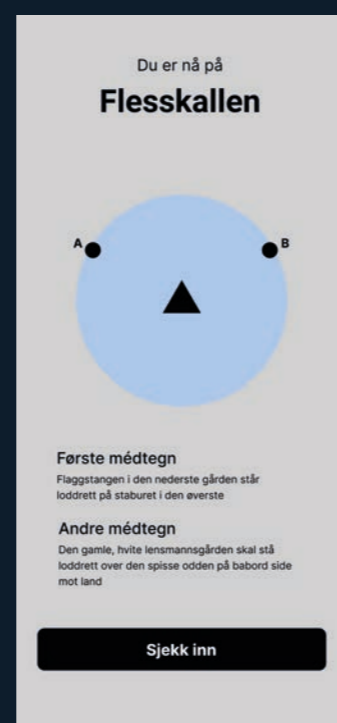 Du er nå på
Flesskallen
A
B
Første médtegn
Flaggstangen i den nederste gården står
loddrett på staburet i den øverste
Andre médtegn
Den gamle, hvite lensmannsgården skal stå
loddrett over den spisse odden på babord side
mot land
Sjekk inn